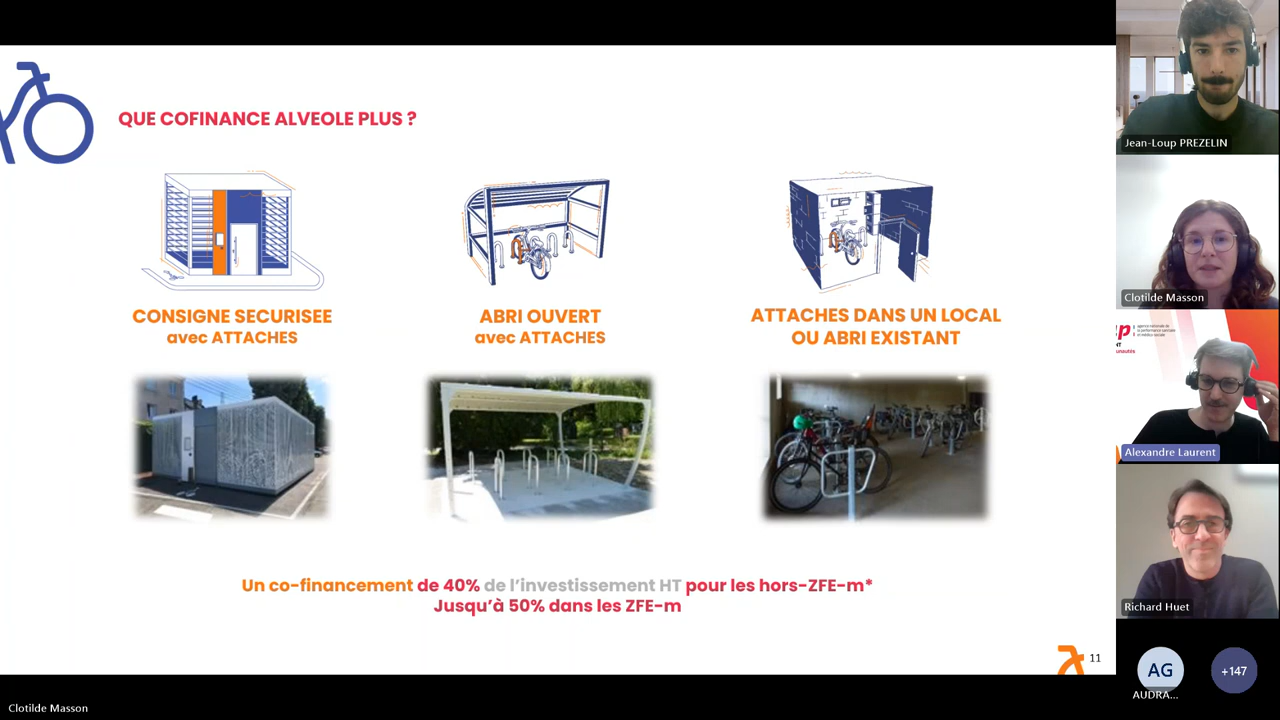 QUE COFINANCE ALVEOLE PLUS ?
CONSIGNE SECURISEE
avec ATTACHES
ABRI OUVERT
avec ATTACHES
ATTACHES DANS UN LOCAL
OU ABRI EXISTANT
Un co-financement de 40% de l'investissement HT pour les hors-ZFE-m*
Jusqu'à 50% dans les ZFE-m
11
Clotilde Masson
Jean-Loup PREZELIN
Clotilde Masson
Alexandre Laurent
Richard Huet
AG
+147
AUDRA...